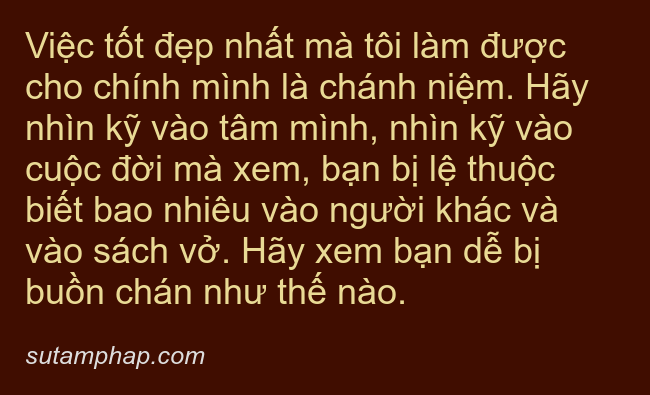 Việc tốt đẹp nhất mà tôi làm được
cho chính mình là chánh niệm. Hãy
nhìn kỹ vào tâm mình, nhìn kỹ vào
cuộc đời mà xem, bạn bị lệ thuộc
biết bao nhiêu vào người khác và
vào sách vở. Hãy xem bạn dễ bị
buồn chán như thế nào.
sutamphap.com